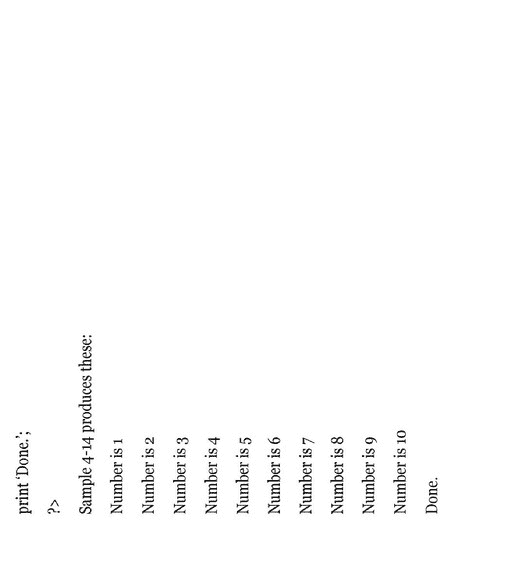 print ‘Done.’;
?>
Sample 4-14 produces these:
Number is 1
Number is 2
Number is 3
Number is 4
Number is 5
Number is 6
Number is 7
Number is 8
Number is 9
Number is 10
Done.